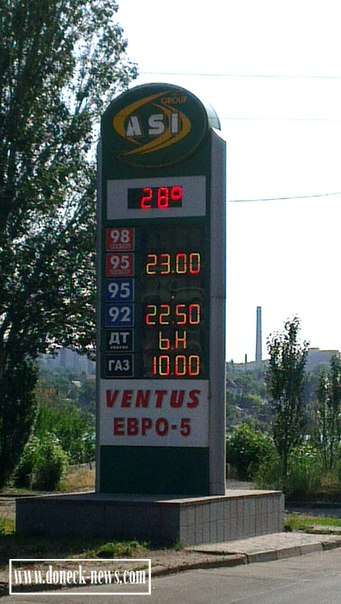 GROUP
ASI
28°
98
95 23.00
95
92 22.50
ДТ б.н
ГАЗ 10.00
VENTUS
ЕВРО-5
www.doneck-news.com